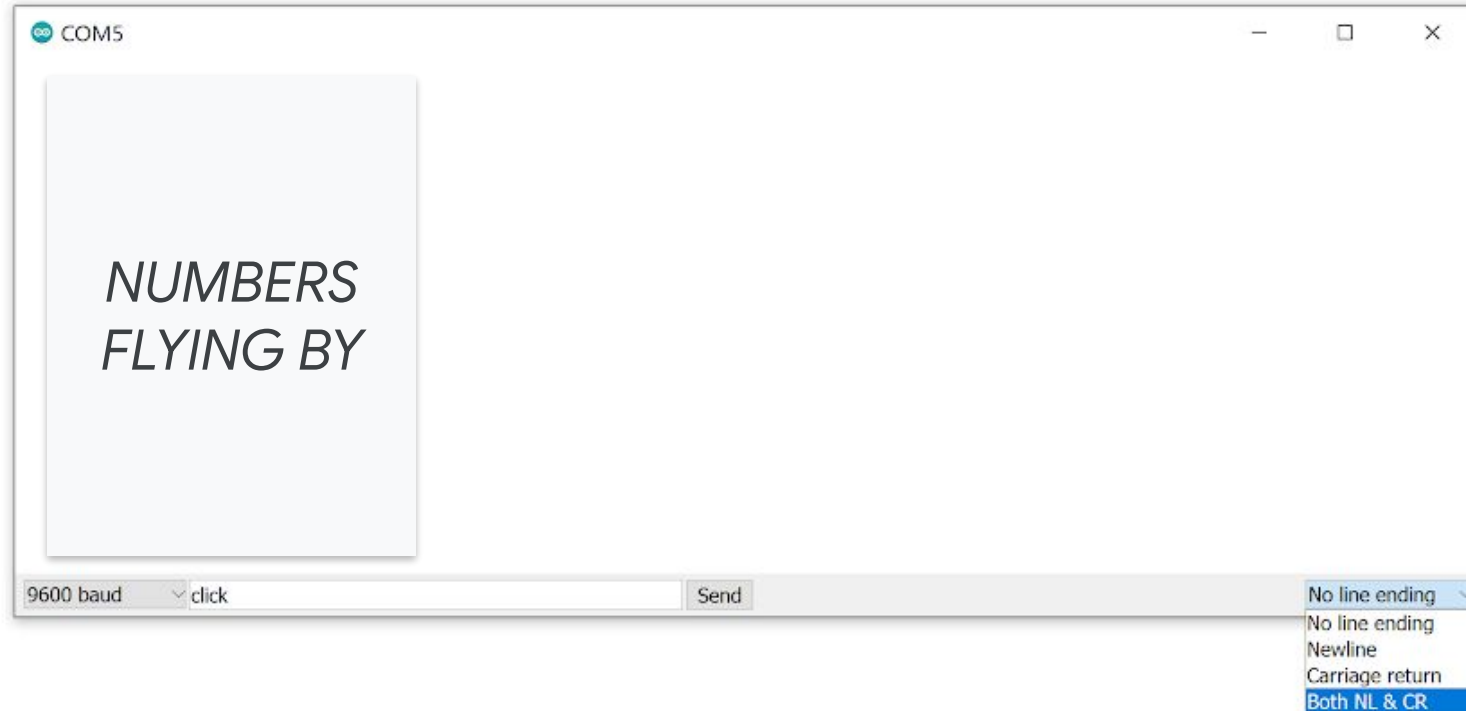 COM5
NUMBERS
FLYING BY
9600 baud
click
Send
No line ending
No line ending
Newline
Carriage return
Both NL & CR